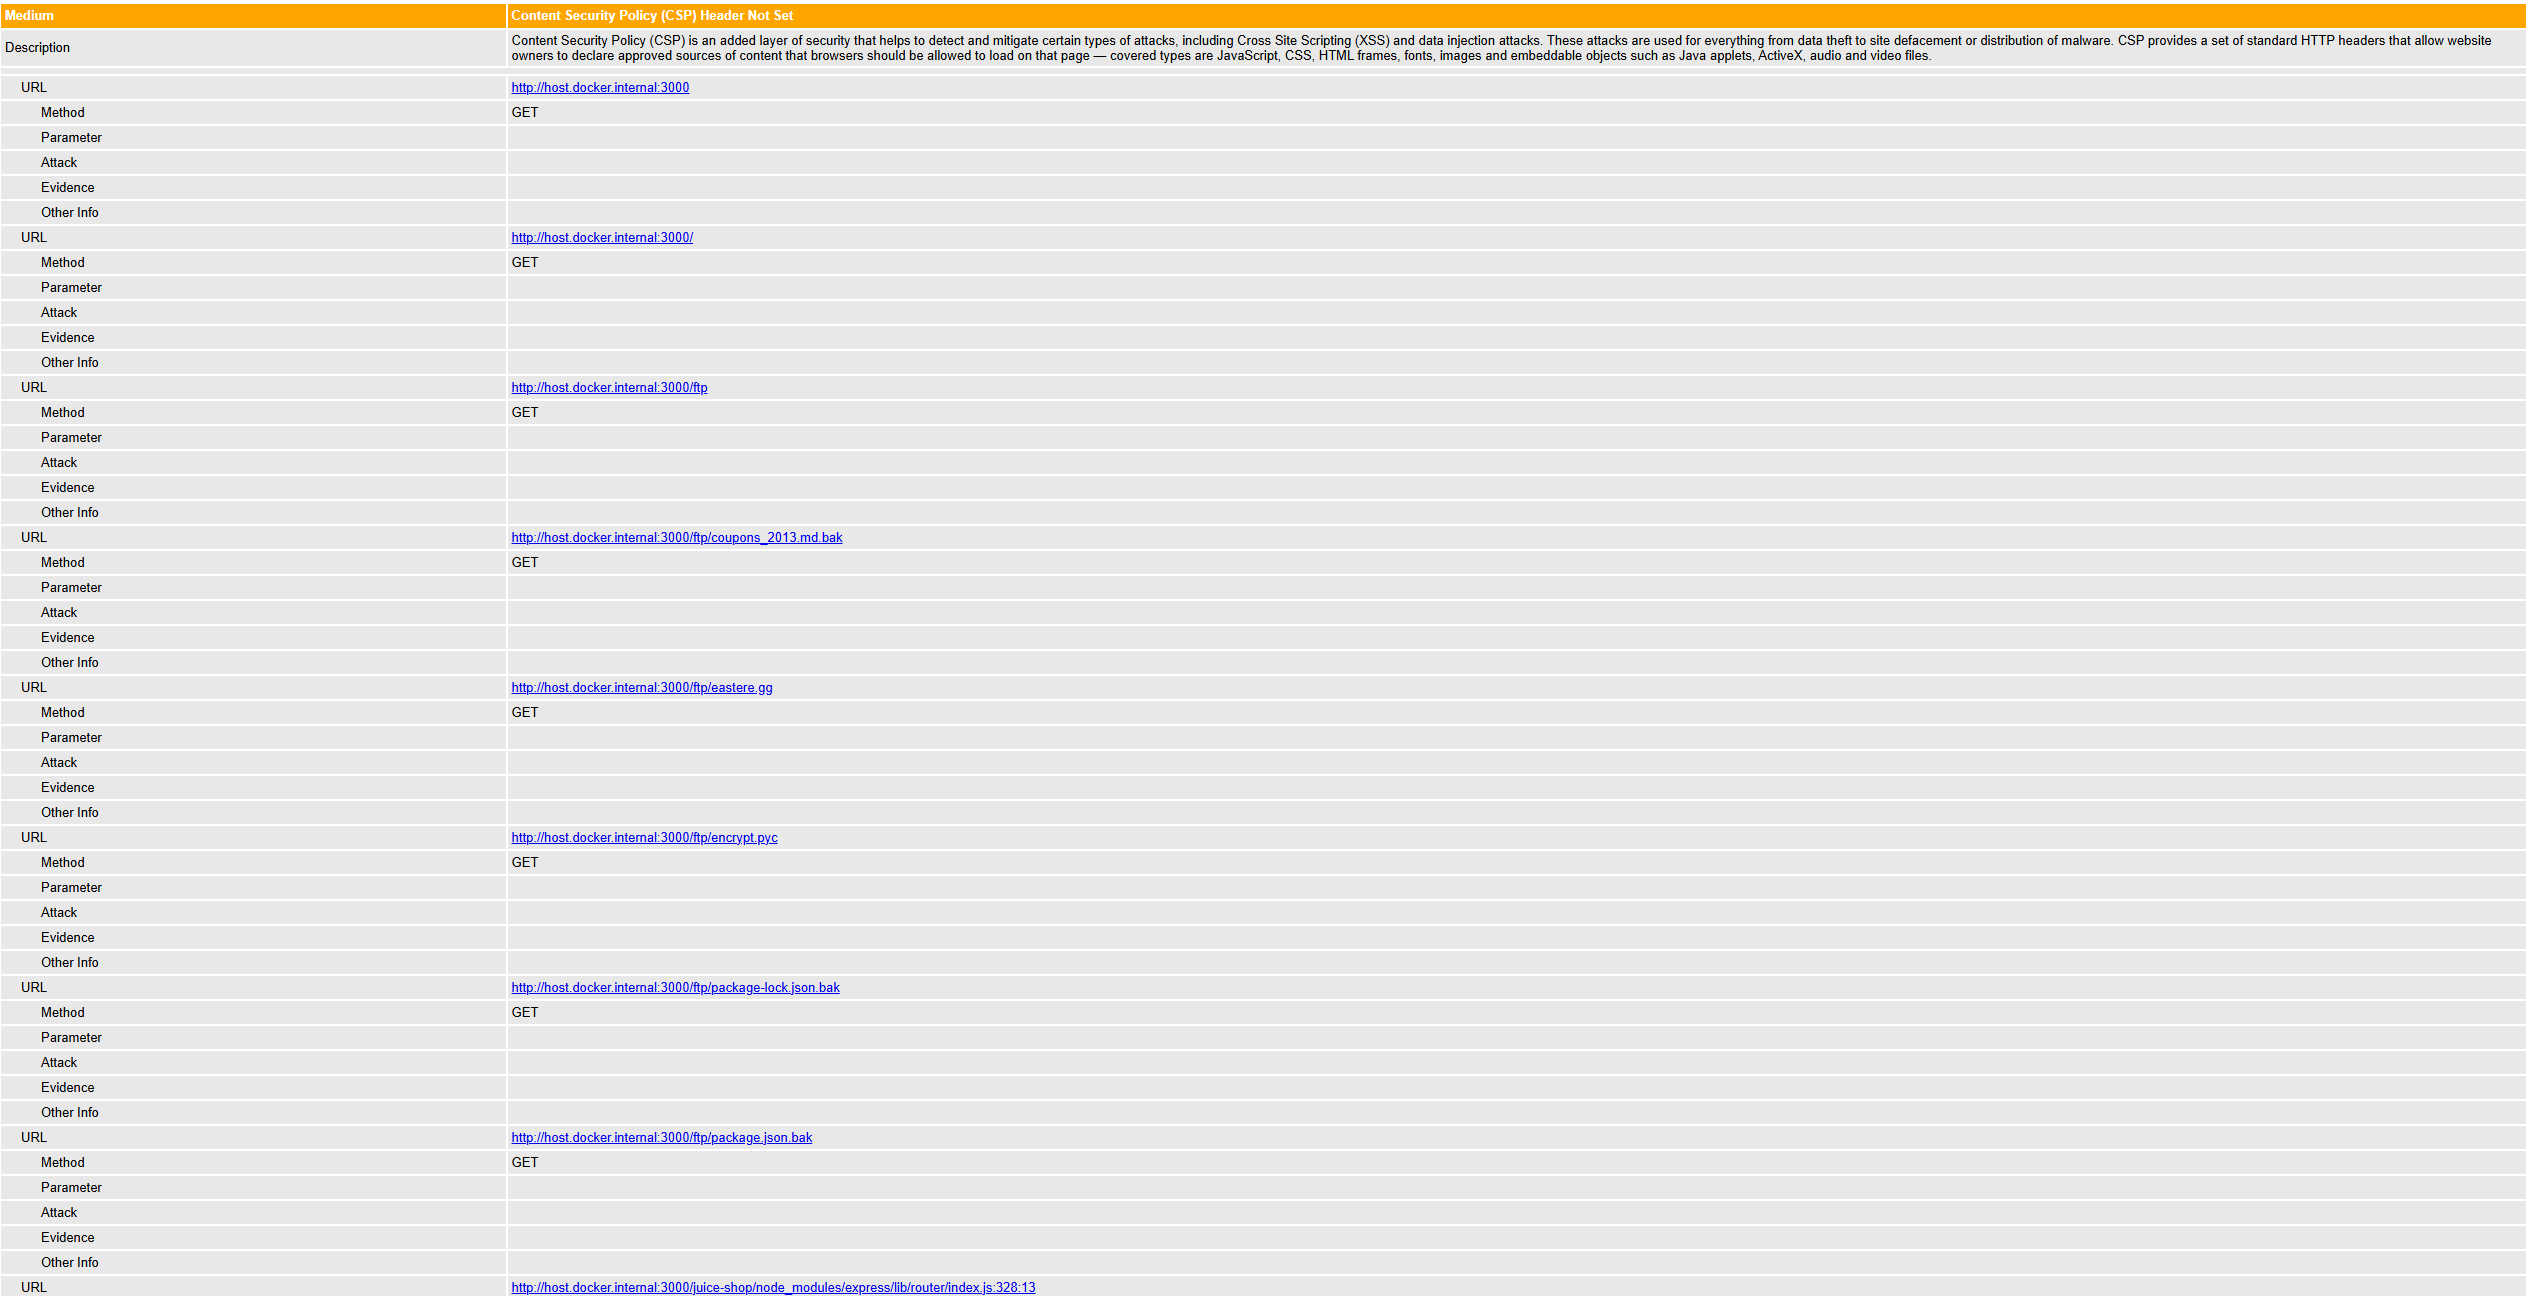 Medium Content Security Policy (CSP) Header Not Set
Description Content Security Policy (CSP) is an added layer of security that helps to detect and mitigate certain types of attacks, including Cross Site Scripting (XSS) and data injection attacks. These attacks are used for everything from data theft to site defacement or distribution of malware. CSP provides a set of standard HTTP headers that allow website
owners to declare approved sources of content that browsers should be allowed to load on that page — covered types are JavaScript, CSS, HTML frames, fonts, images and embeddable objects such as Java applets, ActiveX, audio and video files.
URL http://host.docker.internal:3000
Method GET
Parameter
Attack
Evidence
Other Info
URL http://host.docker.internal:3000/
Method GET
Parameter
Attack
Evidence
Other Info
URL http://host.docker.internal:3000/ftp
Method GET
Parameter
Attack
Evidence
Other Info
URL http://host.docker.internal:3000/ftp/coupons_2013.md.bak
Method GET
Parameter
Attack
Evidence
Other Info
URL http://host.docker.internal:3000/ftp/eastere.gg
Method GET
Parameter
Attack
Evidence
Other Info
URL http://host.docker.internal:3000/ftp/encrypt.pyc
Method GET
Parameter
Attack
Evidence
Other Info
URL http://host.docker.internal:3000/ftp/package-lock.json.bak
Method GET
Parameter
Attack
Evidence
Other Info
URL http://host.docker.internal:3000/ftp/package.json.bak
Method GET
Parameter
Attack
Evidence
Other Info
URL http://host.docker.internal:3000/juice-shop/node_modules/express/lib/router/index.js:328:13